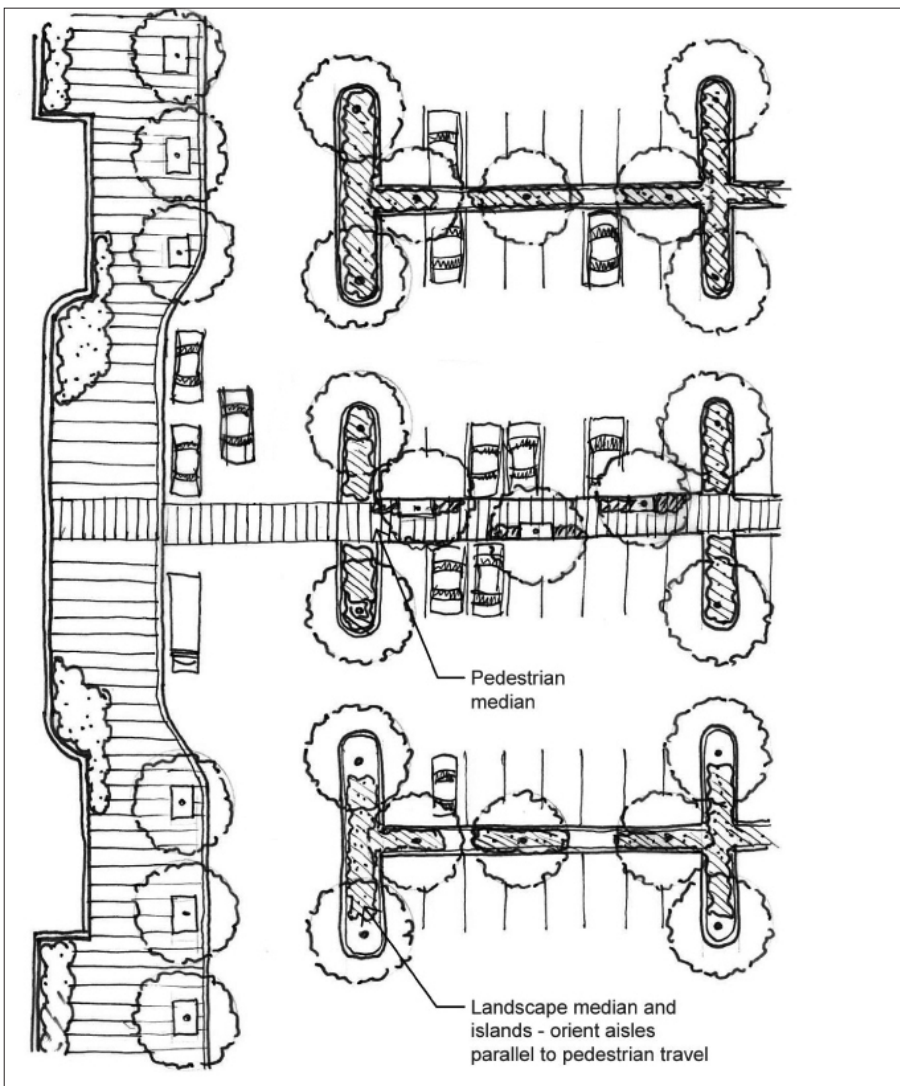 Pedestrian
median
Landscape median and
islands - orient aisles
parallel to pedestrian travel